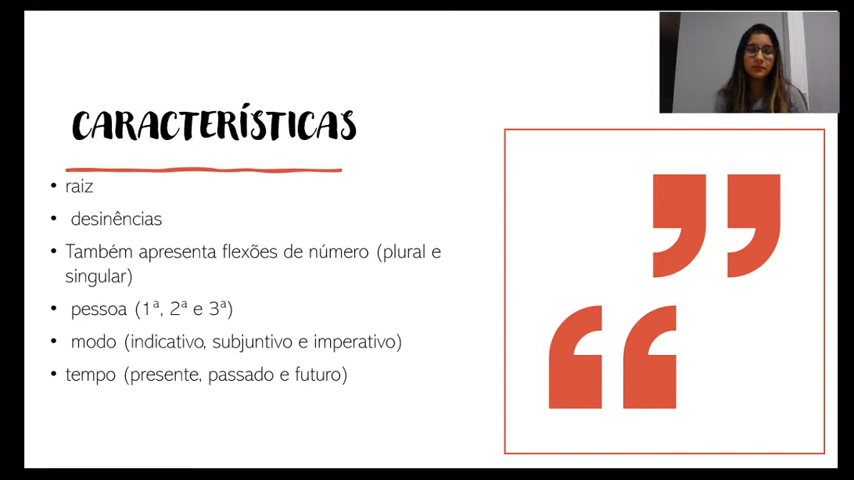 CARACTERÍSTICAS
• raiz
• desinências
• Também apresenta flexões de número (plural e
singular)
• pessoa (1ª, 2ª e 3ª)
• modo (indicativo, subjuntivo e imperativo)
• tempo (presente, passado e futuro)